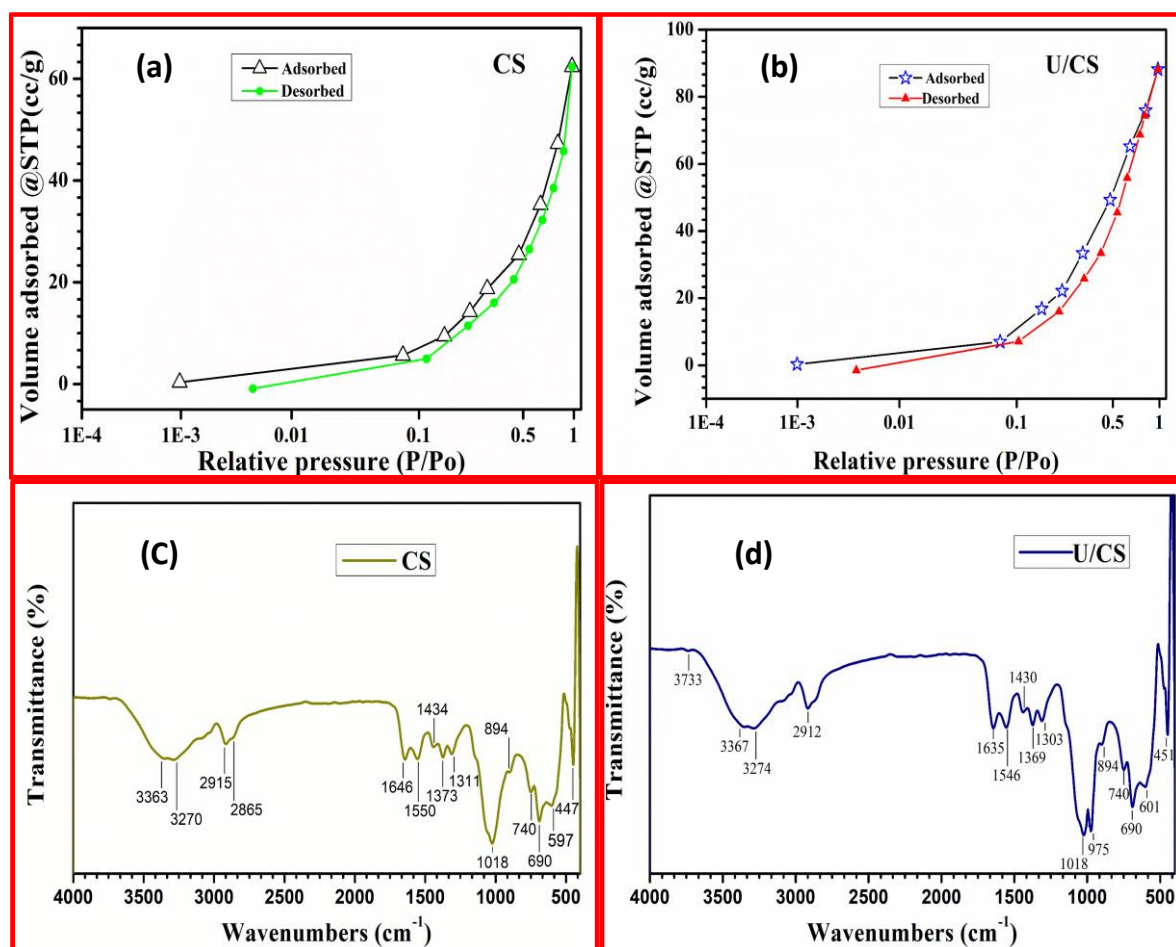 (a)
CS
Adsorbed
Desorbed
Volume adsorbed @STP(cc/g)
60
40
20
0
1E-4
1E-3
0.01
0.1
0.5
1
Relative pressure (P/Po)
(b)
U/CS
Adsorbed
Desorbed
Volume adsorbed @STP (cc/g)
100
80
60
40
20
0
1E-4
1E-3
0.01
0.1
0.5
1
Relative pressure (P/Po)
(C)
CS
Transmittance (%)
3363
3270
2915
2865
1646
1550
1434
1373
1311
1018
894
740
690
597
447
4000
3500
3000
2500
2000
1500
1000
500
Wavenumbers (cm⁻¹)
(d)
U/CS
Transmittance (%)
3733
3367
3274
2912
1635
1546
1430
1369
1303
1018
975
894
740
690
601
451
4000
3500
3000
2500
2000
1500
1000
500
Wavenumbers (cm⁻¹)